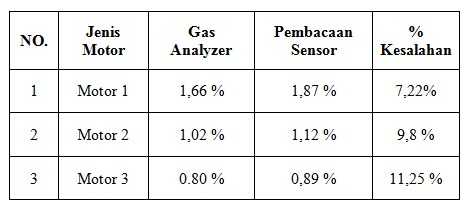 NO. Jenis Motor Gas Analyzer Pembacaan Sensor % Kesalahan
1 Motor 1 1,66 % 1,87 % 7,22%
2 Motor 2 1,02 % 1,12 % 9,8 %
3 Motor 3 0.80 % 0,89 % 11,25 %